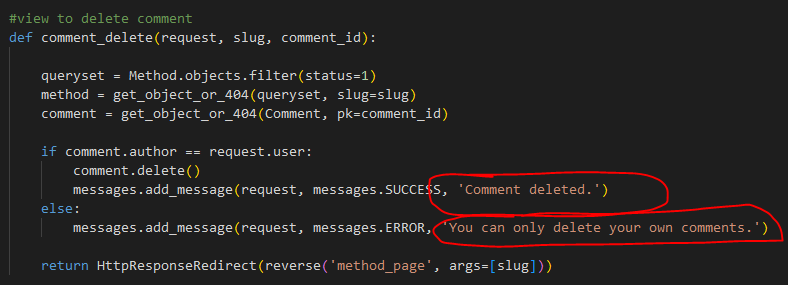 #view to delete comment
def comment_delete(request, slug, comment_id):
queryset = Method.objects.filter(status=1)
method = get_object_or_404(queryset, slug=slug)
comment = get_object_or_404(Comment, pk=comment_id)
if comment.author == request.user:
comment.delete()
messages.add_message(request, messages.SUCCESS, 'Comment deleted.')
else:
messages.add_message(request, messages.ERROR, 'You can only delete your own comments.')
return HttpResponseRedirect(reverse('method_page', args=[slug]))